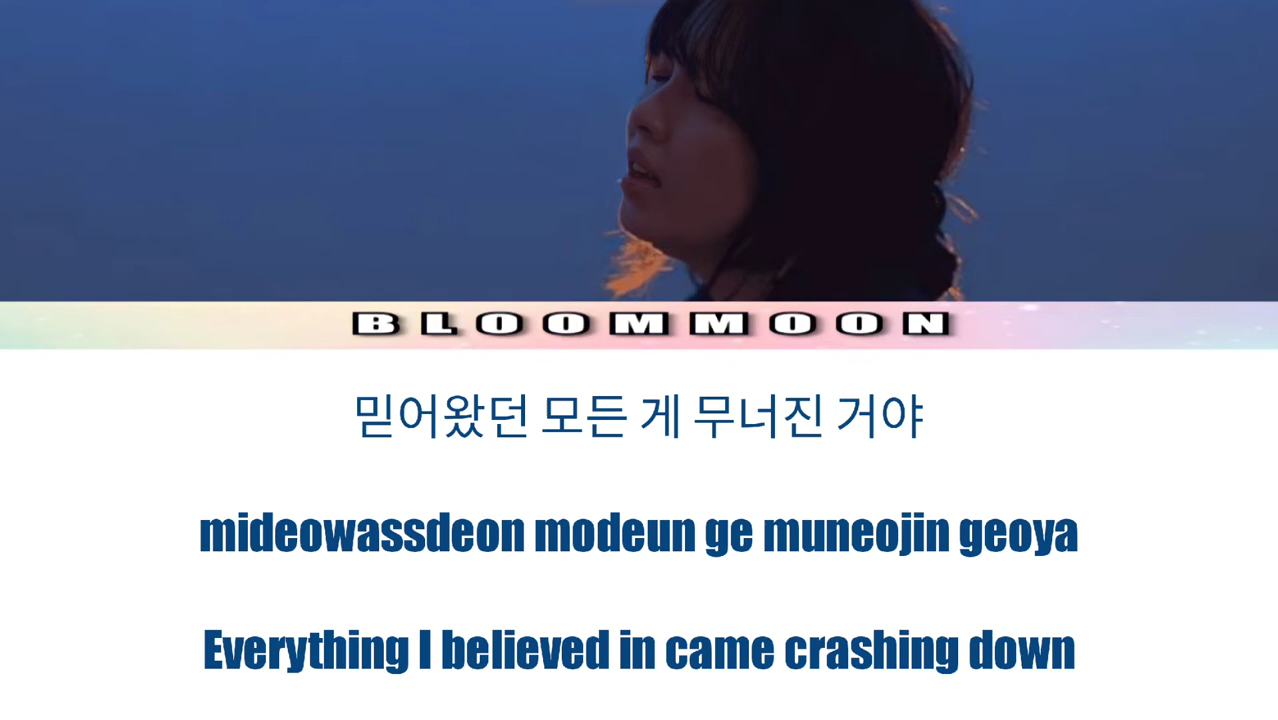 BLOOMMOON
믿어왔던 모든 게 무너진 거야
mideowassdeon modeun ge muneojin geoya
Everything I believed in came crashing down